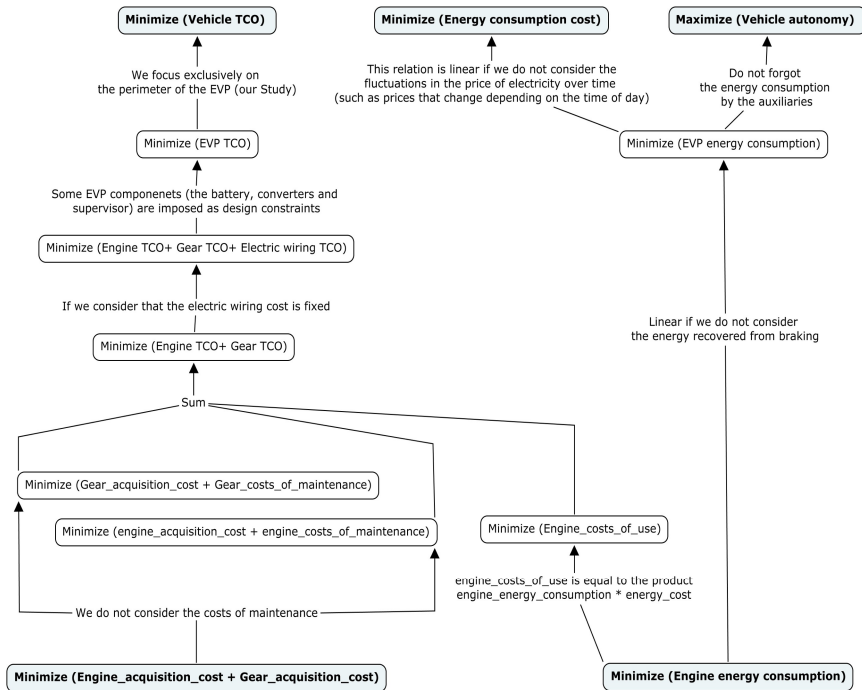 Minimize (Vehicle TCO)
Minimize (Energy consumption cost)
Maximize (Vehicle autonomy)
We focus exclusively on
the perimeter of the EVP (our Study)
This relation is linear if we do not consider the
fluctuations in the price of electricity over time
(such as prices that change depending on the time of day)
Do not forgot
the energy consumption
by the auxiliaries
Minimize (EVP TCO)
Minimize (EVP energy consumption)
Some EVP componenets (the battery, converters and
supervisor) are imposed as design constraints
Minimize (Engine TCO+ Gear TCO+ Electric wiring TCO)
If we consider that the electric wiring cost is fixed
Linear if we do not consider
the energy recovered from braking
Minimize (Engine TCO+ Gear TCO)
Sum
Minimize (Gear_acquisition_cost + Gear_costs_of_maintenance)
Minimize (engine_acquisition_cost + engine_costs_of_maintenance)
Minimize (Engine_costs_of_use)
engine_costs_of_use is equal to the product
engine_energy_consumption * energy_cost
We do not consider the costs of maintenance
Minimize (Engine_acquisition_cost + Gear_acquisition_cost)
Minimize (Engine energy consumption)